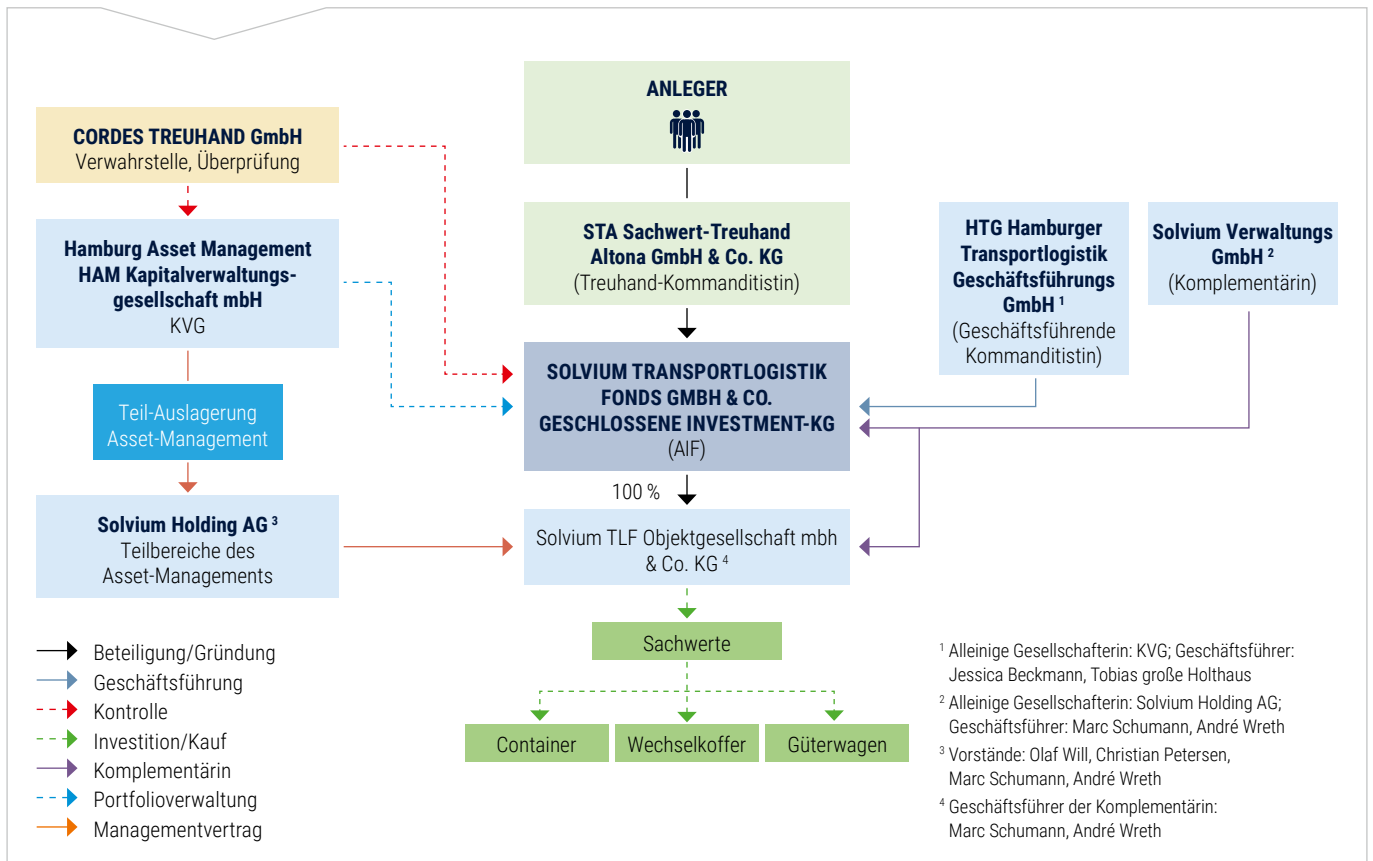 ANLEGER
CORDES TREUHAND GmbH
Verwahrstelle, Überprüfung
Hamburg Asset Management
HAM Kapitalverwaltungs-
gesellschaft mbH
KVG
STA Sachwert-Treuhand
Altona GmbH & Co. KG
(Treuhand-Kommanditistin)
HTG Hamburger
Transportlogistik
Geschäftsführungs
GmbH ¹
(Geschäftsführende
Kommanditistin)
Solvium Verwaltungs
GmbH ²
(Komplementärin)
Teil-Auslagerung
Asset-Management
SOLVIUM TRANSPORTLOGISTIK
FONDS GMBH & CO.
GESCHLOSSENE INVESTMENT-KG
(AIF)
100 %
Solvium Holding AG ³
Teilbereiche des
Asset-Managements
Solvium TLF Objektgesellschaft mbh
& Co. KG ⁴
Sachwerte
Container
Wechselkoffer
Güterwagen
Beteiligung/Gründung
Geschäftsführung
Kontrolle
Investition/Kauf
Komplementärin
Portfolioverwaltung
Managementvertrag
¹ Alleinige Gesellschafterin: KVG; Geschäftsführer:
Jessica Beckmann, Tobias große Holthaus
² Alleinige Gesellschafterin: Solvium Holding AG;
Geschäftsführer: Marc Schumann, André Wreth
³ Vorstände: Olaf Will, Christian Petersen,
Marc Schumann, André Wreth
⁴ Geschäftsführer der Komplementärin:
Marc Schumann, André Wreth